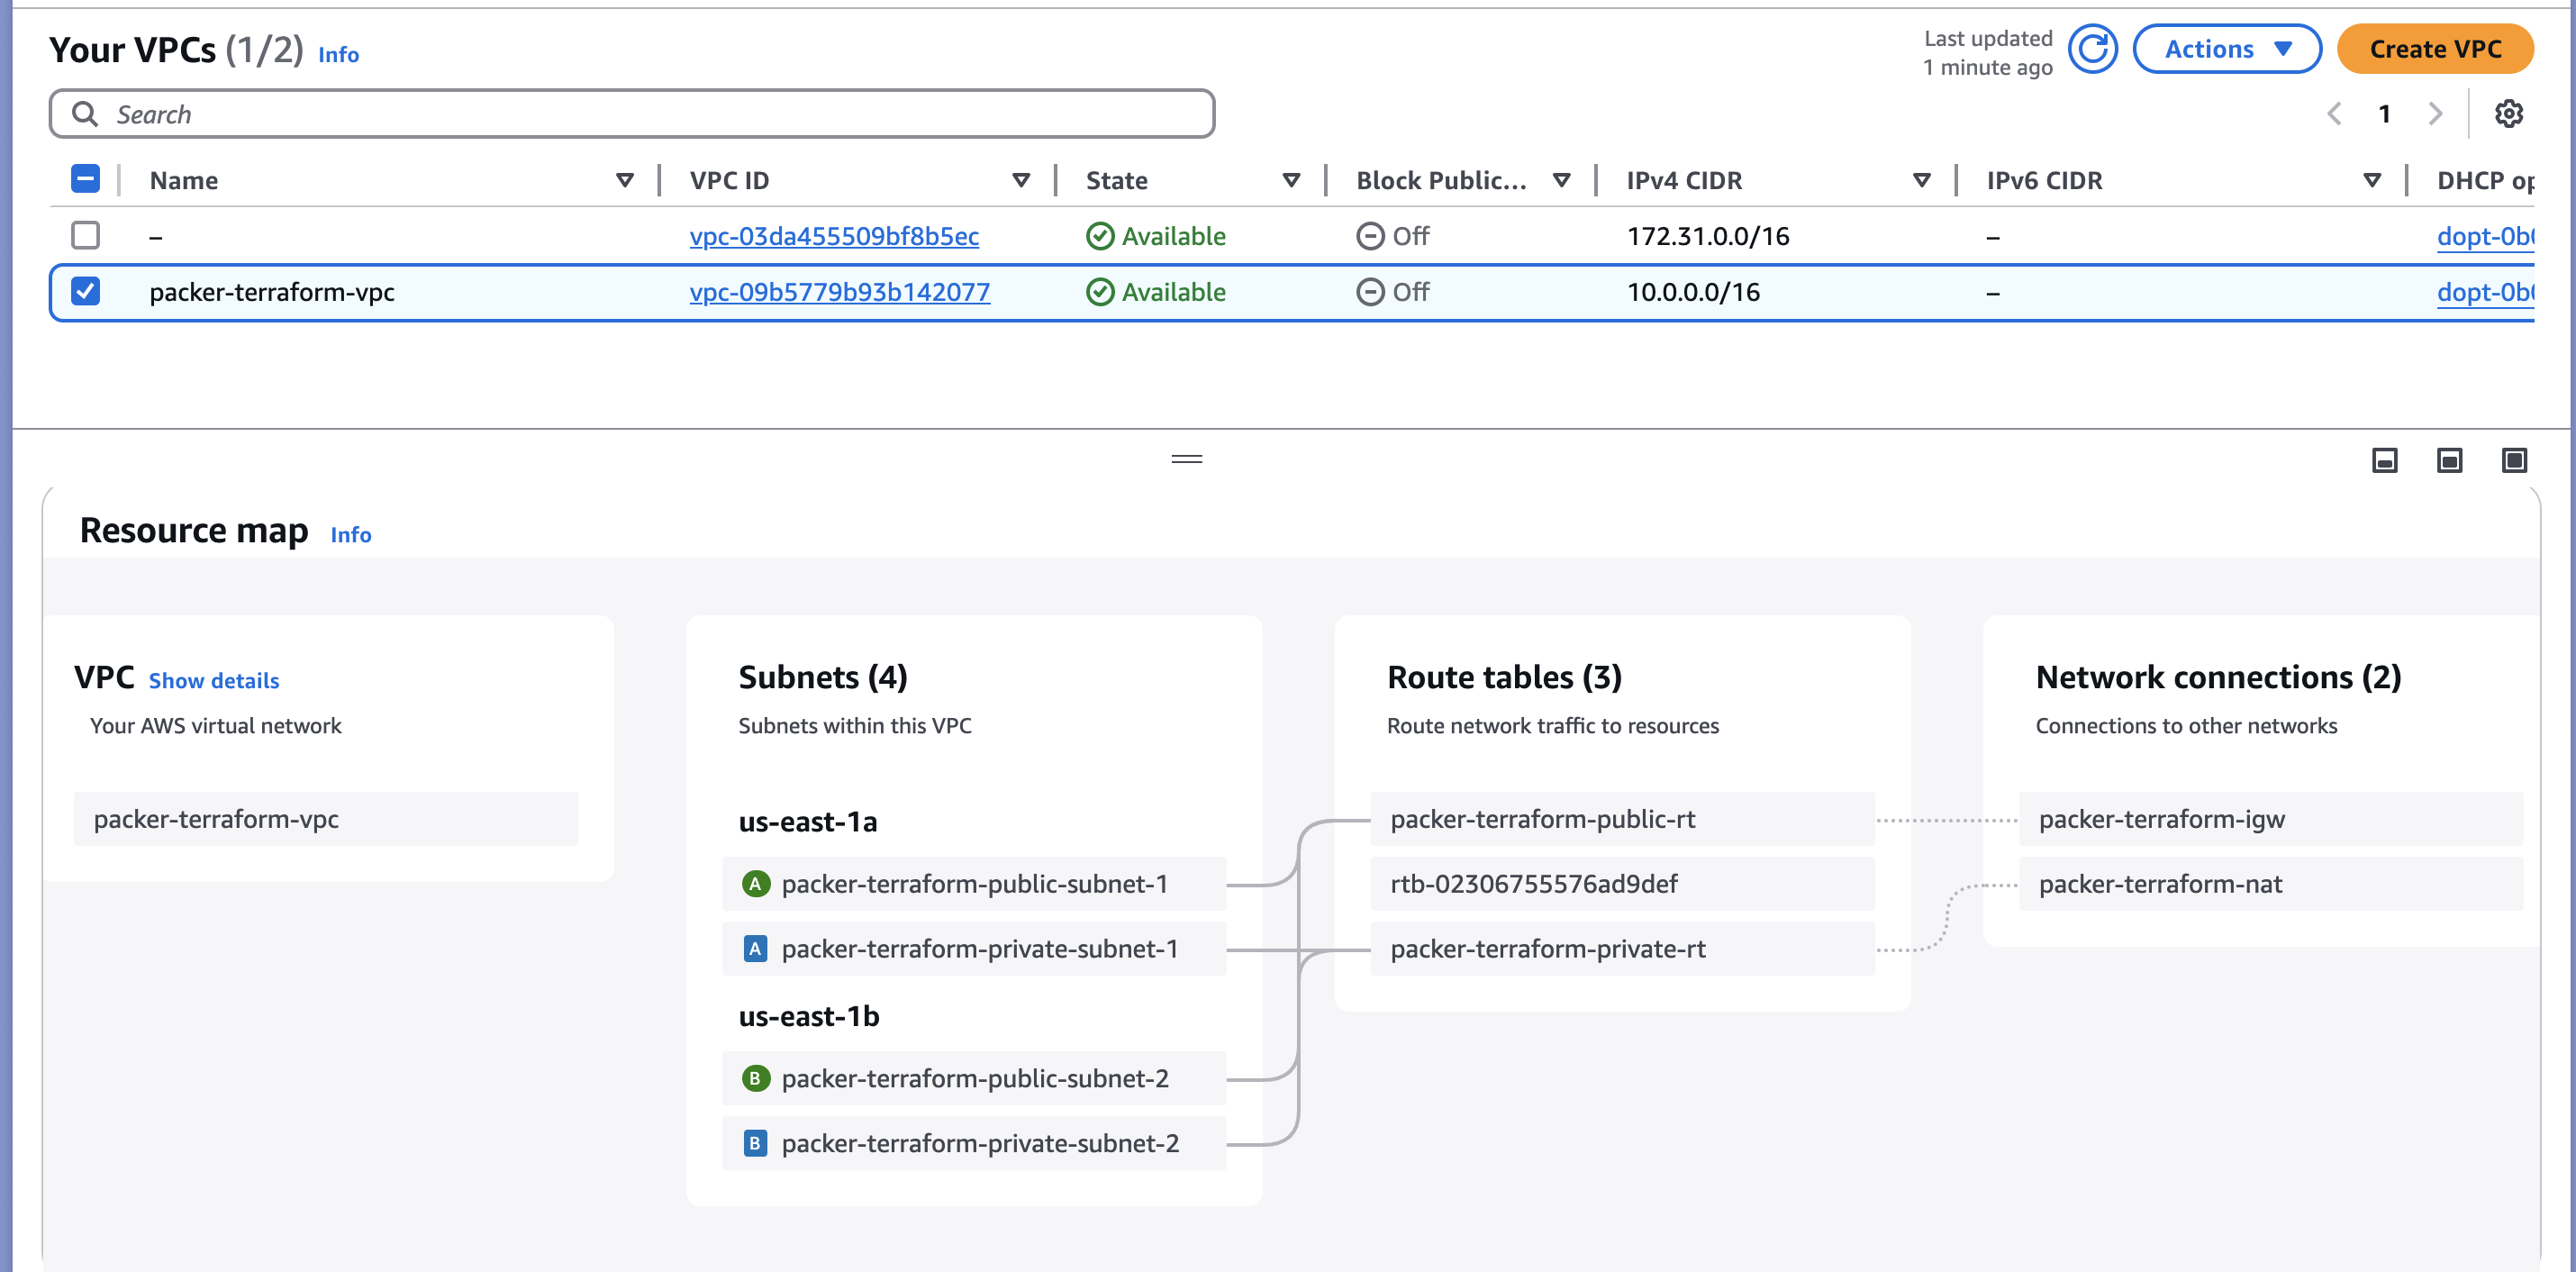 Your VPCs (1/2) Info
Last updated
1 minute ago
Actions
Create VPC
Search
1
Name VPC ID State Block Public... IPv4 CIDR IPv6 CIDR DHCP op
– vpc-03da455509bf8b5ec Available Off 172.31.0.0/16 – dopt-0b0
packer-terraform-vpc vpc-09b5779b93b142077 Available Off 10.0.0.0/16 – dopt-0b0
Resource map Info
VPC Show details
Your AWS virtual network
packer-terraform-vpc
Subnets (4)
Subnets within this VPC
us-east-1a
A packer-terraform-public-subnet-1
A packer-terraform-private-subnet-1
us-east-1b
B packer-terraform-public-subnet-2
B packer-terraform-private-subnet-2
Route tables (3)
Route network traffic to resources
packer-terraform-public-rt
rtb-02306755576ad9def
packer-terraform-private-rt
Network connections (2)
Connections to other networks
packer-terraform-igw
packer-terraform-nat